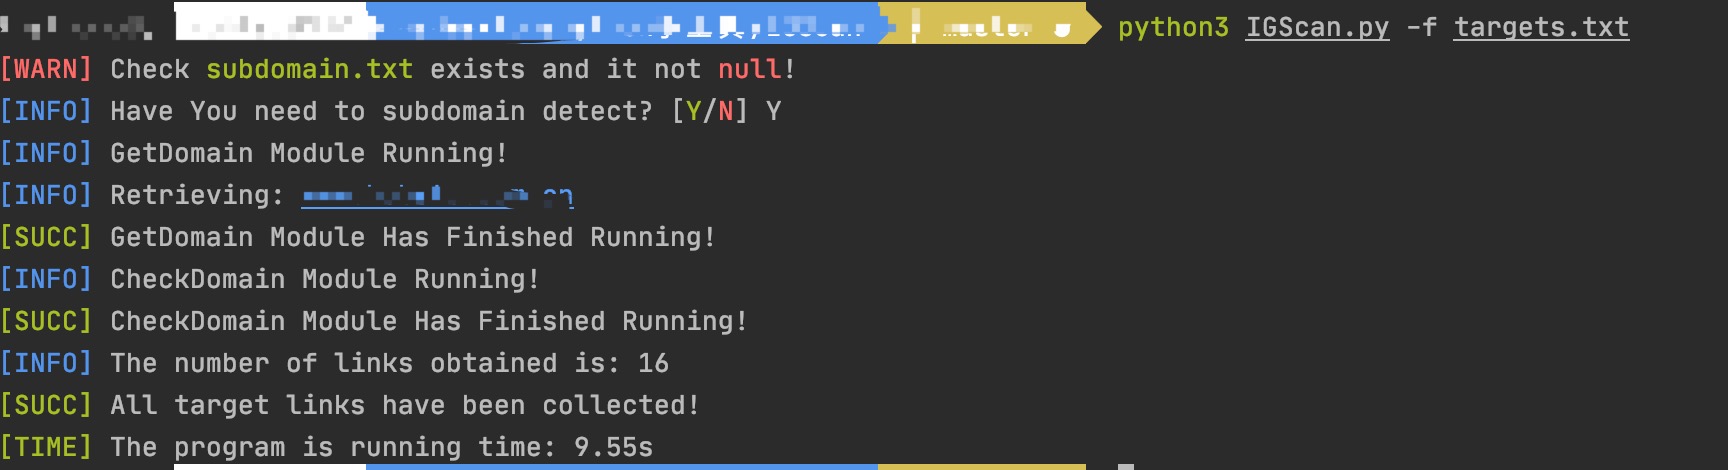 python3 IGScan.py -f targets.txt
[WARN] Check subdomain.txt exists and it not null!
[INFO] Have You need to subdomain detect? [Y/N] Y
[INFO] GetDomain Module Running!
[INFO] Retrieving:
[SUCC] GetDomain Module Has Finished Running!
[INFO] CheckDomain Module Running!
[SUCC] CheckDomain Module Has Finished Running!
[INFO] The number of links obtained is: 16
[SUCC] All target links have been collected!
[TIME] The program is running time: 9.55s